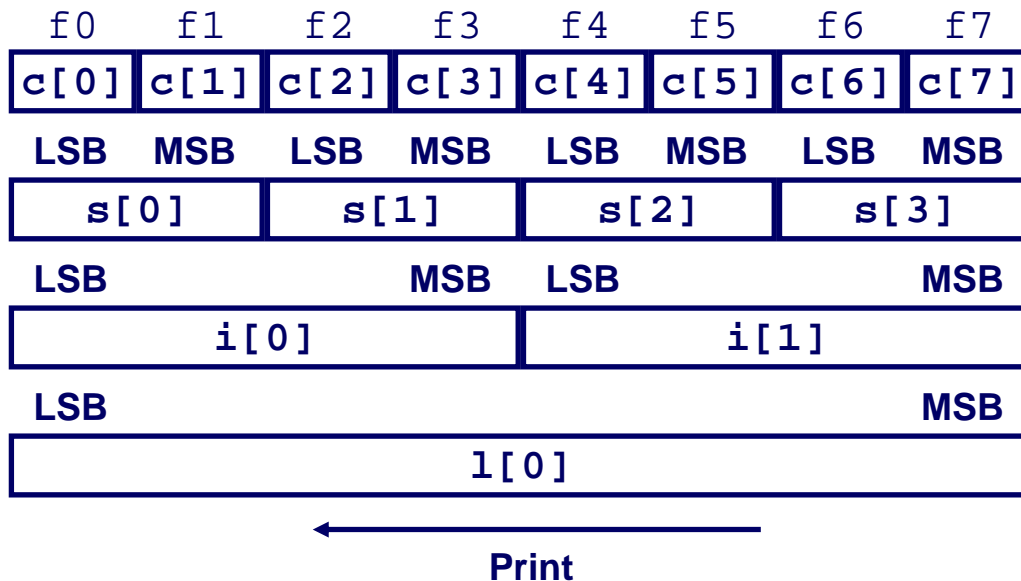 f0 f1 f2 f3 f4 f5 f6 f7
c[0] c[1] c[2] c[3] c[4] c[5] c[6] c[7]
LSB MSB LSB MSB LSB MSB LSB MSB
s[0] s[1] s[2] s[3]
LSB MSB LSB MSB
i[0] i[1]
LSB MSB
l[0]
Print